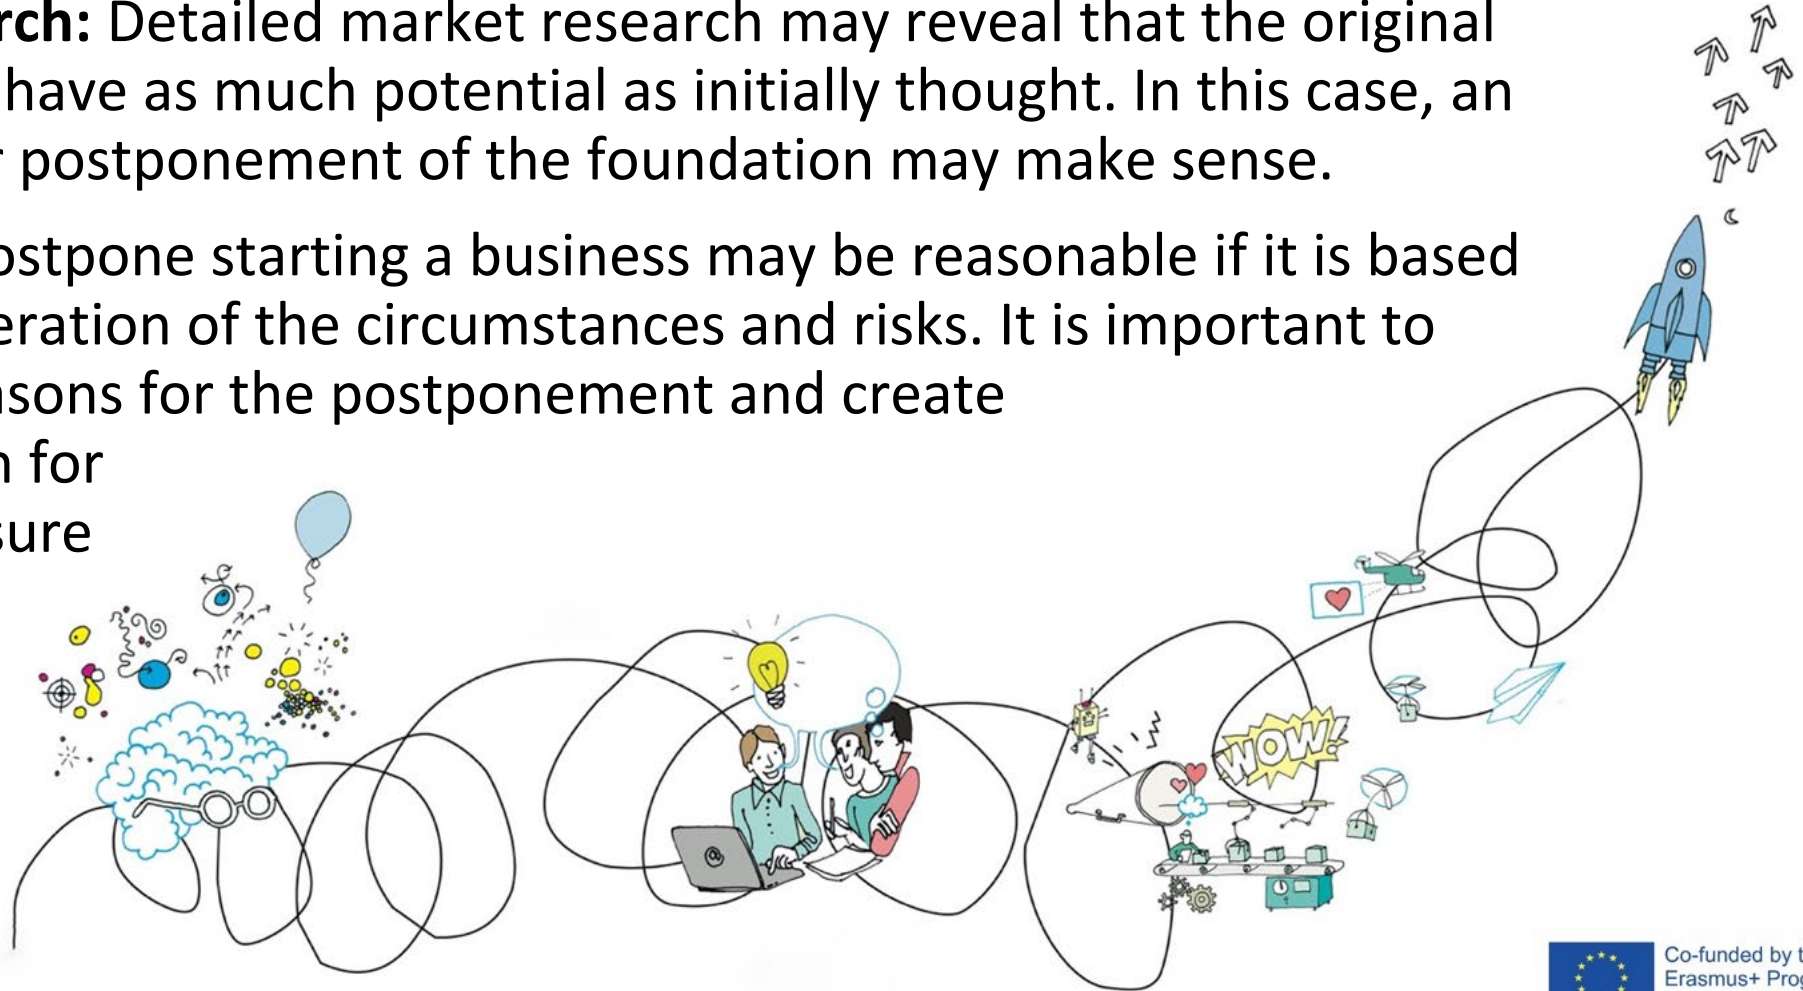 rch: Detailed market research may reveal that the original
have as much potential as initially thought. In this case, an
r postponement of the foundation may make sense.
ostpone starting a business may be reasonable if it is based
eration of the circumstances and risks. It is important to
asons for the postponement and create
n for
sure
WOW!
@
Co-funded by t
Erasmus+ Prog